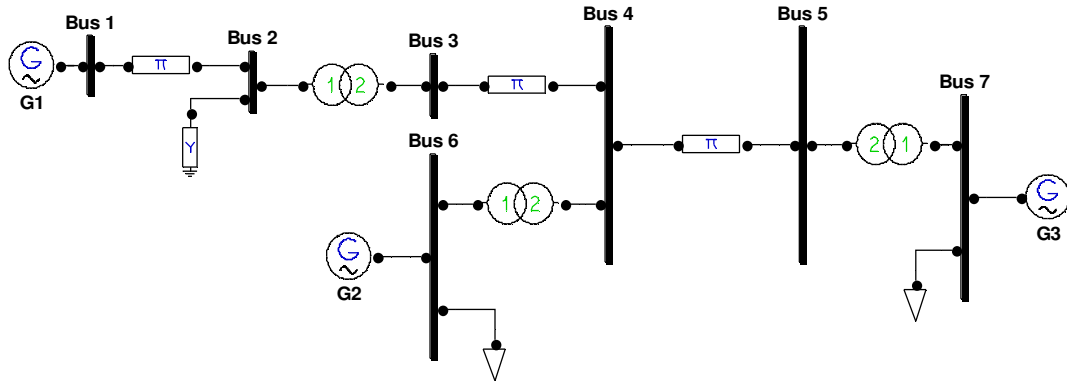 Bus 1
Bus 2
Bus 3
Bus 4
Bus 5
G
G1
π
Y
1 2
π
π
2 1
Bus 7
G
G3
Bus 6
1 2
G
G2